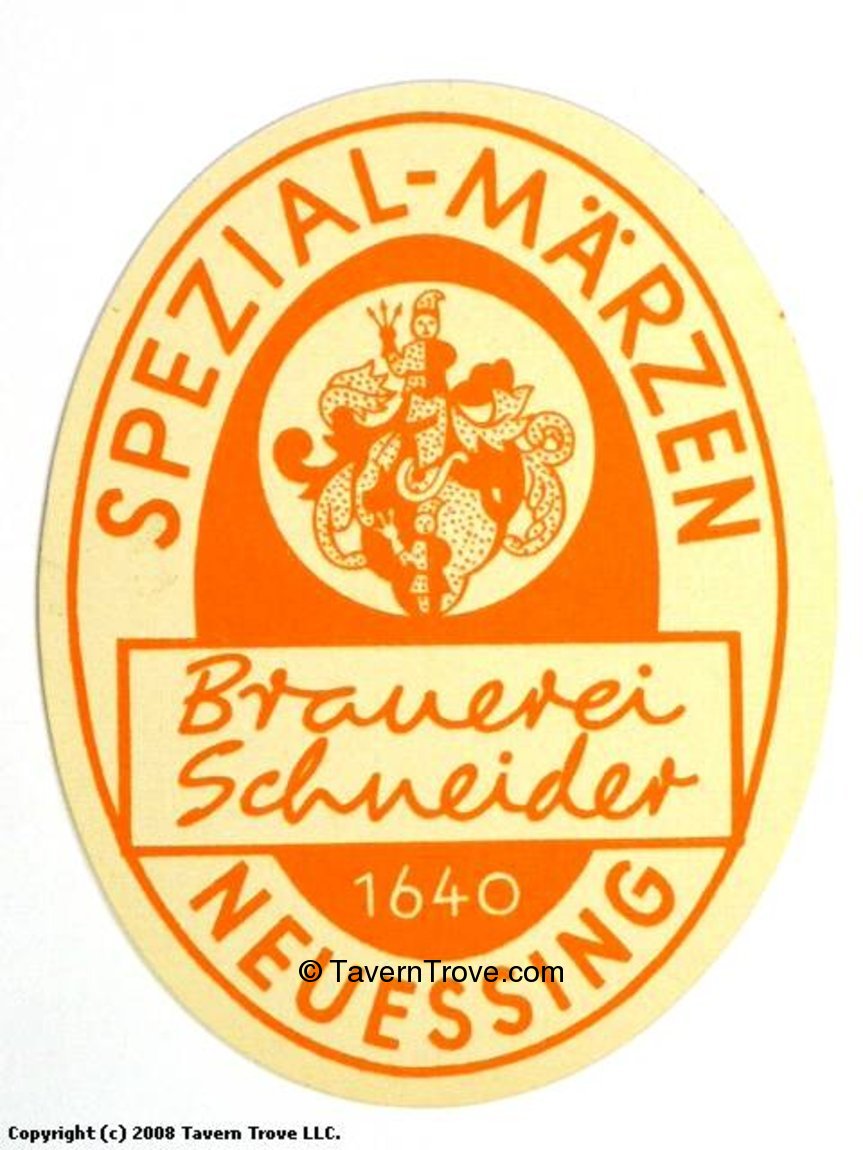 SPEZIAL-MÄRZEN
Brauerei
Schneider
1640
NEUESSING
© TavernTrove.com
Copyright (c) 2008 Tavern Trove LLC.